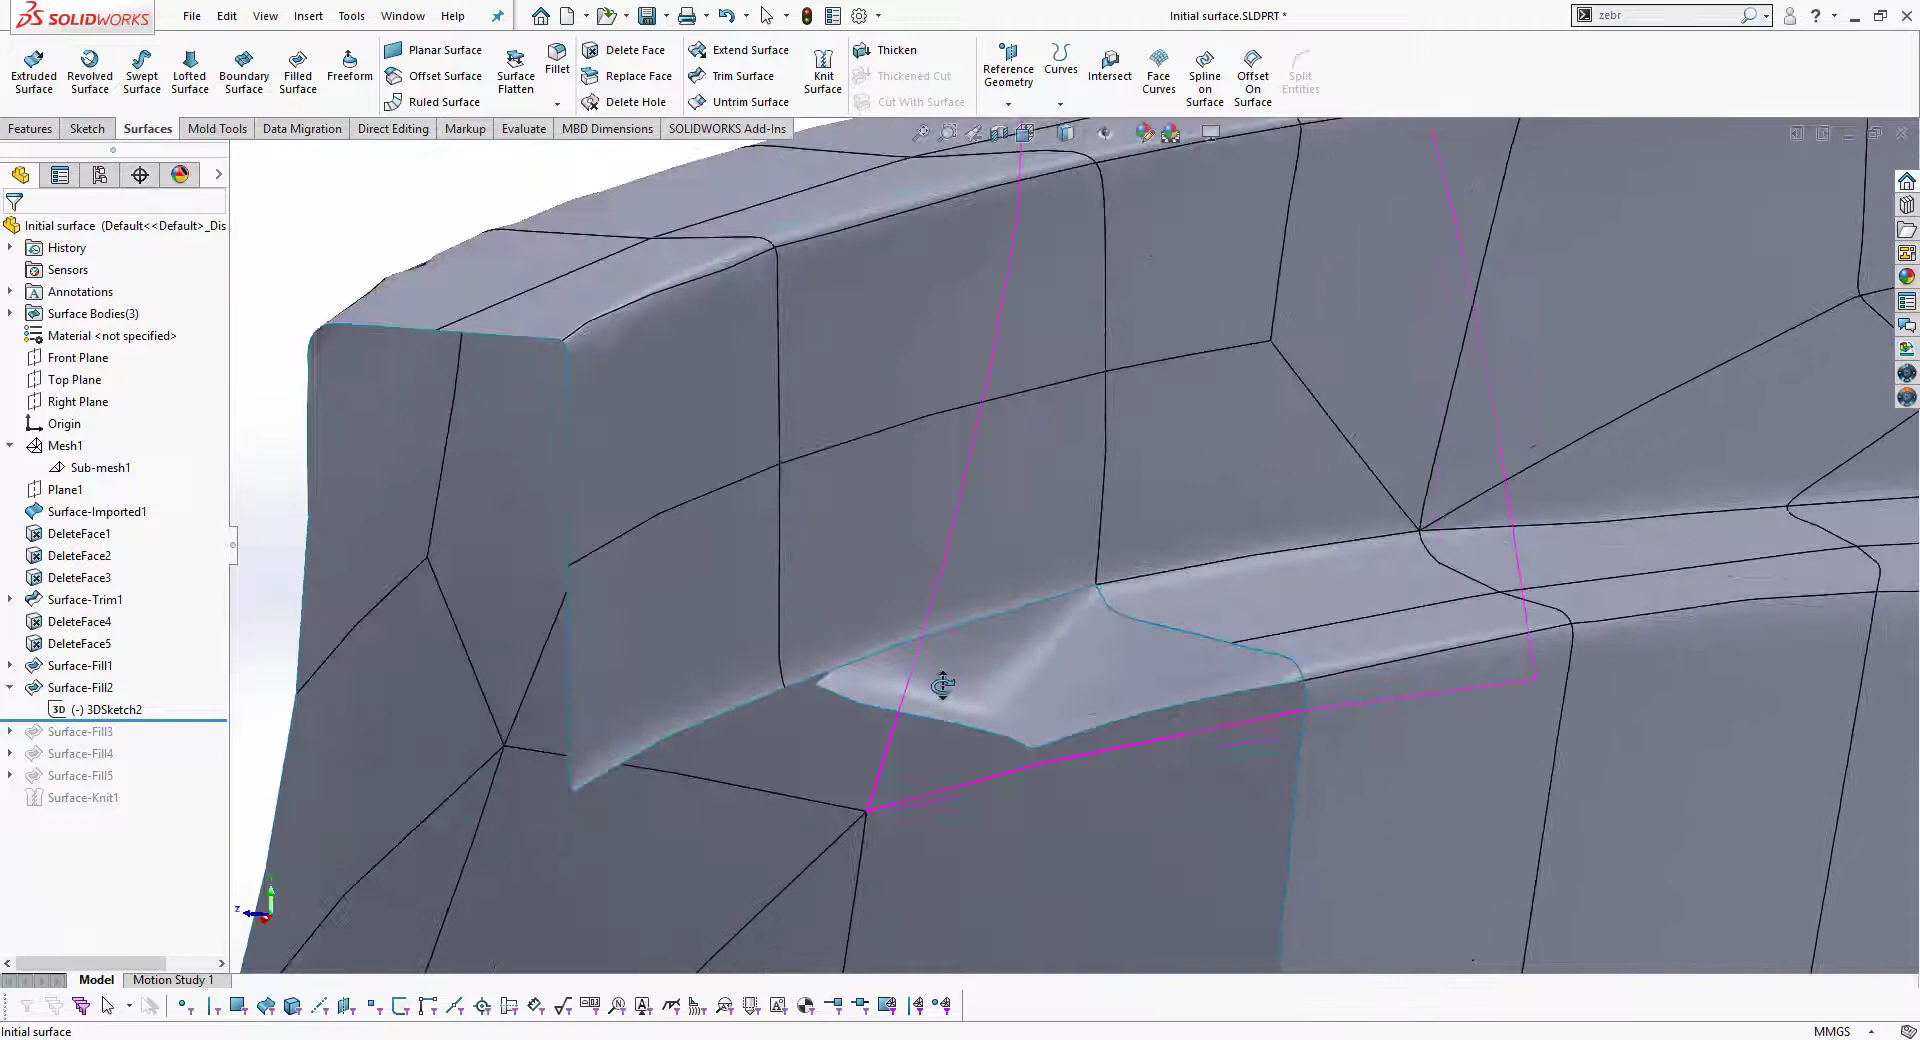 SOLIDWORKS
File Edit View Insert Tools Window Help
Initial surface.SLDPRT *
zebr
Extruded Surface
Revolved Surface
Swept Surface
Lofted Surface
Boundary Surface
Filled Surface
Freeform
Planar Surface
Offset Surface
Ruled Surface
Surface Flatten
Fillet
Delete Face
Replace Face
Delete Hole
Extend Surface
Trim Surface
Untrim Surface
Knit Surface
Thicken
Thickened Cut
Cut With Surface
Reference Geometry
Curves
Intersect
Face Curves
Spline on Surface
Offset On Surface
Split Entities
Features Sketch Surfaces Mold Tools Data Migration Direct Editing Markup Evaluate MBD Dimensions SOLIDWORKS Add-Ins
Initial surface (Default<<Default>_Dis
History
Sensors
Annotations
Surface Bodies(3)
Material <not specified>
Front Plane
Top Plane
Right Plane
Origin
Mesh1
Sub-mesh1
Plane1
Surface-Imported1
DeleteFace1
DeleteFace2
DeleteFace3
Surface-Trim1
DeleteFace4
DeleteFace5
Surface-Fill1
Surface-Fill2
3D (-) 3DSketch2
Surface-Fill3
Surface-Fill4
Surface-Fill5
Surface-Knit1
z
Model Motion Study 1
Initial surface
MMGS